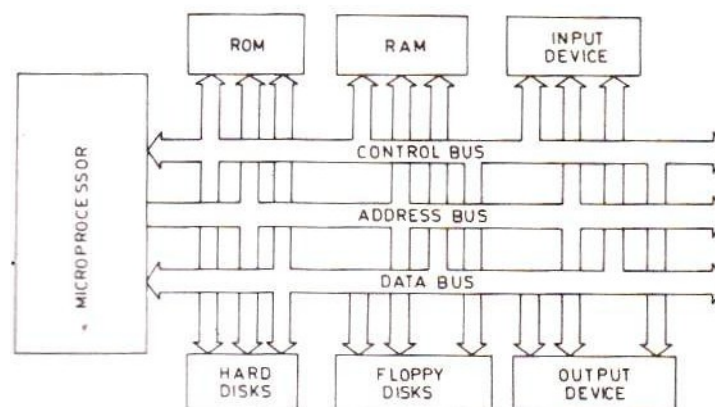 ROM
RAM
INPUT
DEVICE
MICROPROCESSOR
CONTROL BUS
ADDRESS BUS
DATA BUS
HARD
DISKS
FLOPPY
DISKS
OUTPUT
DEVICE